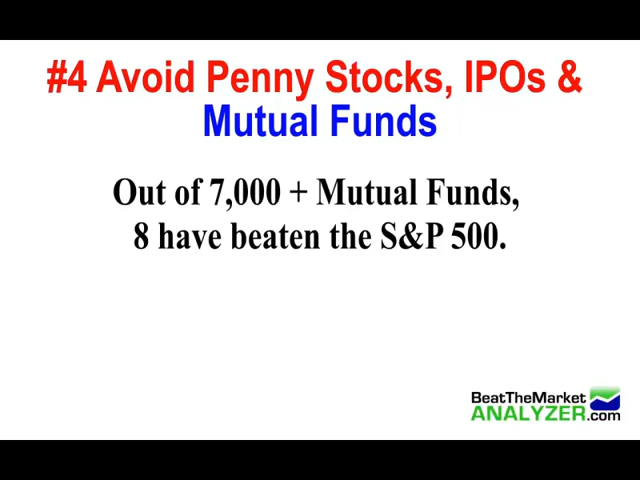 #4 Avoid Penny Stocks, IPOs &
Mutual Funds
Out of 7,000 + Mutual Funds,
8 have beaten the S&P 500.
BeatTheMarket
ANALYZER.com